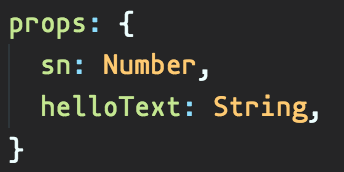 props: {
  sn: Number,
  helloText: String,
}